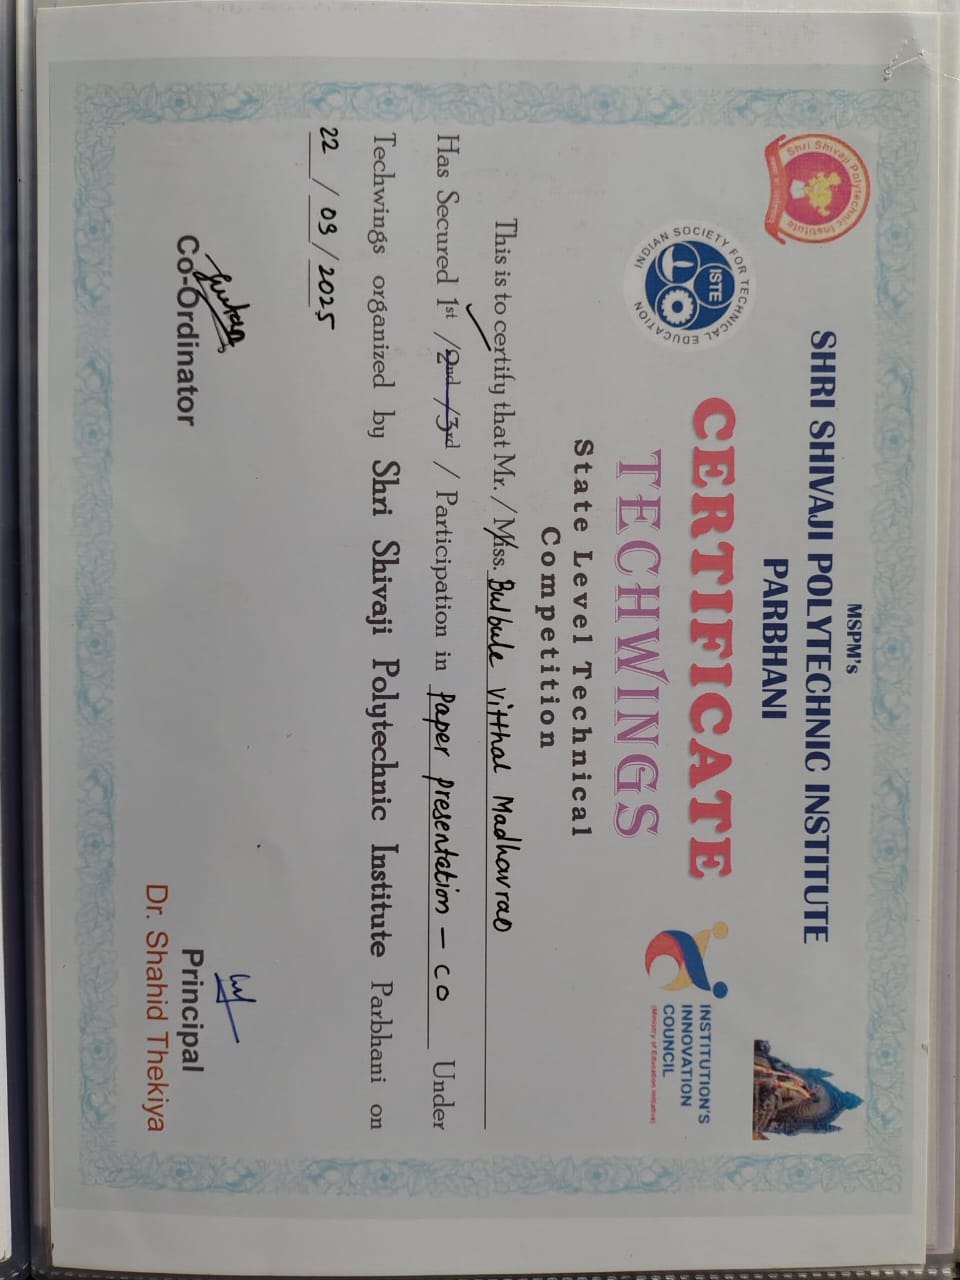 MSPM's
SHRI SHIVAJI POLYTECHNIC INSTITUTE
PARBHANI
Shri Shivaji Polytechnic Institute
CERTIFICATE
INDIAN SOCIETY FOR TECHNICAL EDUCATION
ISTE
INSTITUTION'S
INNOVATION
COUNCIL
(Ministry of Education Initiative)
TECHWINGS
State Level Technical
Competition
This is to certify that Mr. / Miss. Bulbule Vitthal Madhavrao
Has Secured 1st / 2nd / 3rd / Participation in Paper presentation – CO Under
Techwings organized by Shri Shivaji Polytechnic Institute Parbhani on
22 / 03 / 2025
Co-Ordinator
Principal
Dr. Shahid Thekiya